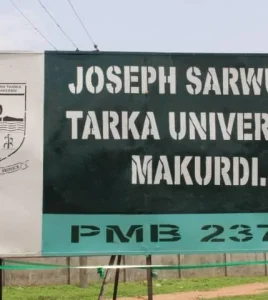 JOSEPH SARWU
TARKA UNIVER
MAKURDI.
PMB 237